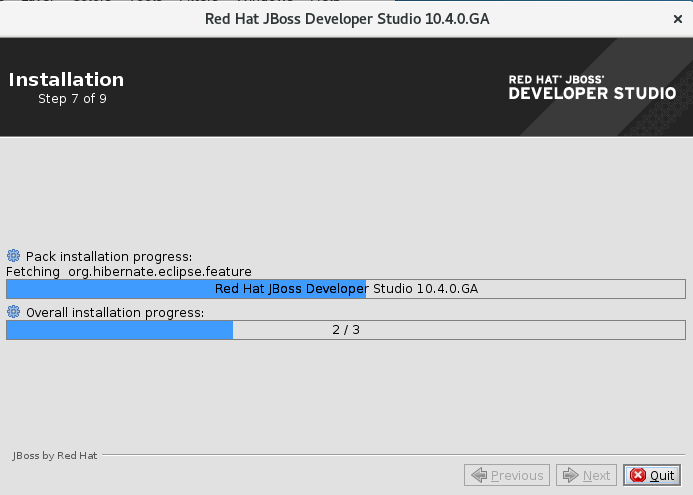 Red Hat JBoss Developer Studio 10.4.0.GA
Installation
Step 7 of 9
RED HAT® JBOSS®
DEVELOPER STUDIO
Pack installation progress:
Fetching org.hibernate.eclipse.feature
Red Hat JBoss Developer Studio 10.4.0.GA
Overall installation progress:
2 / 3
JBoss by Red Hat
Previous
Next
Quit